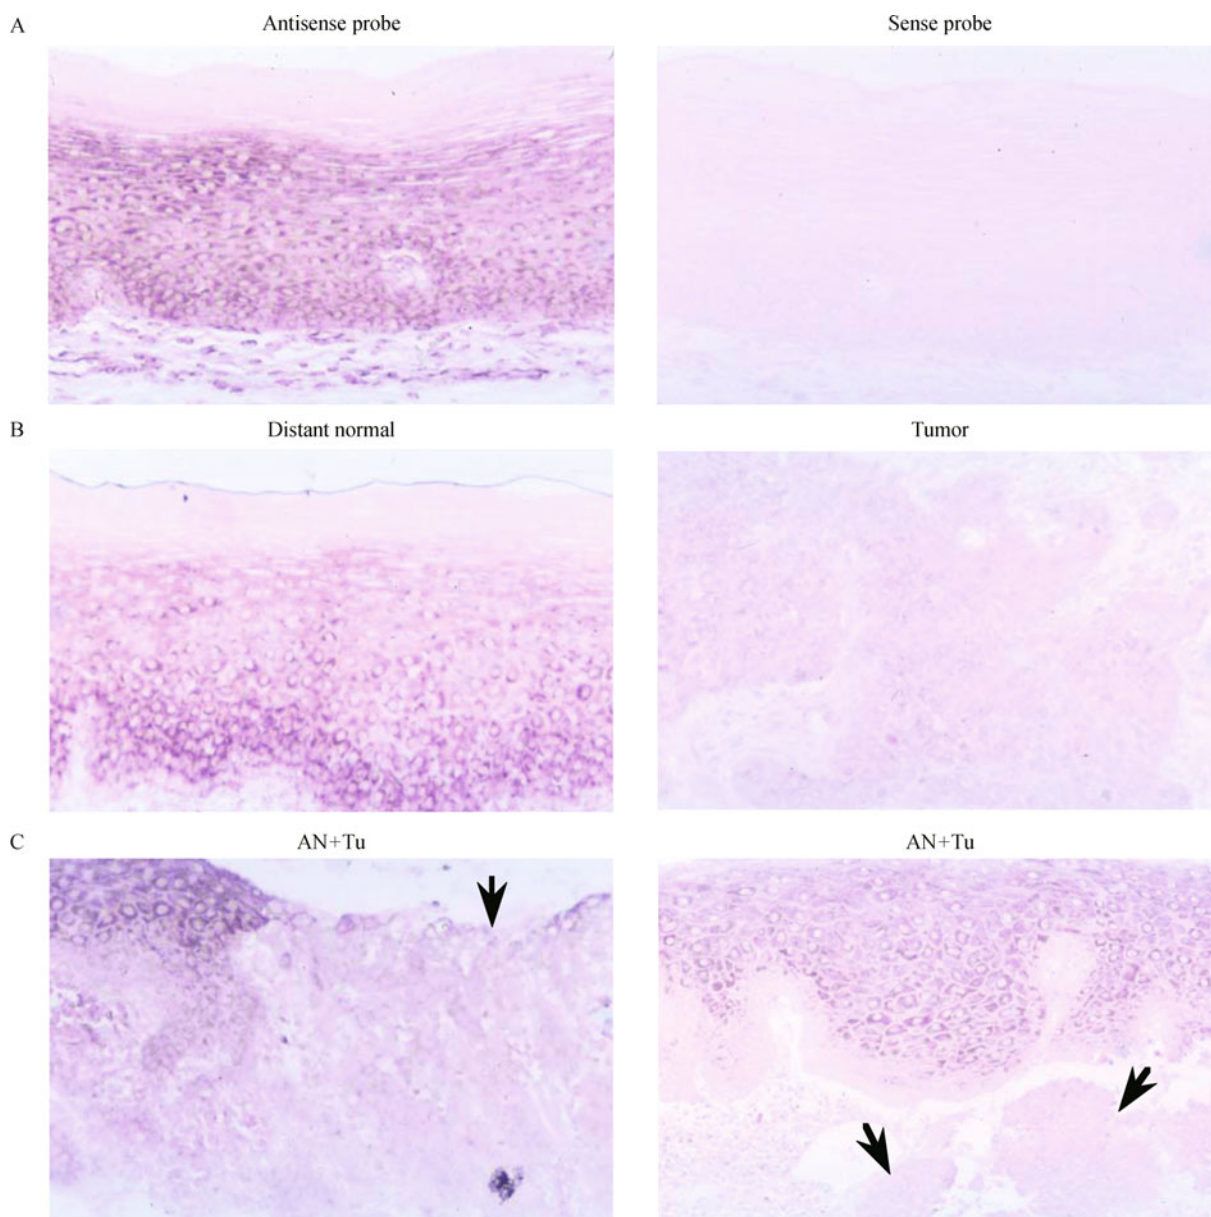 A
Antisense probe
Sense probe
B
Distant normal
Tumor
C
AN+Tu
AN+Tu